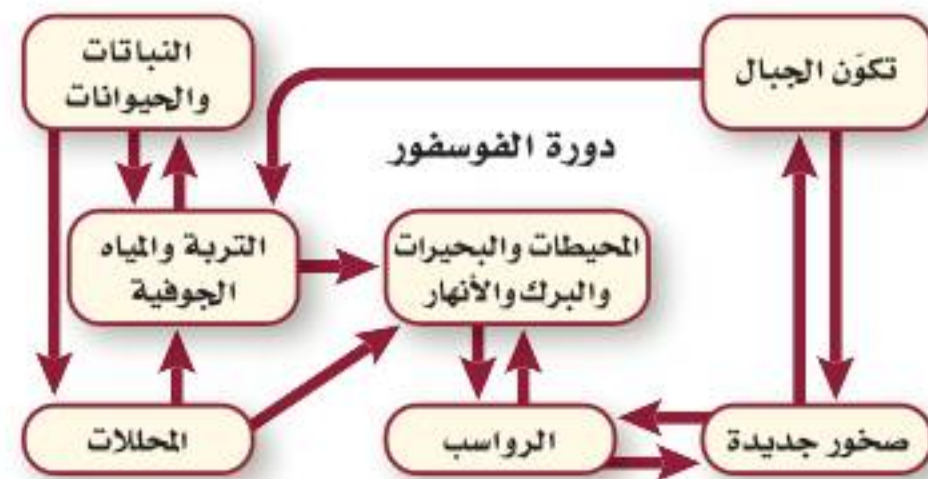 تكوّن الجبال
النباتات
والحيوانات
دورة الفوسفور
التربة والمياه
الجوفية
المحيطات والبحيرات
والبرك والأنهار
صخور جديدة
الرواسب
المحللات